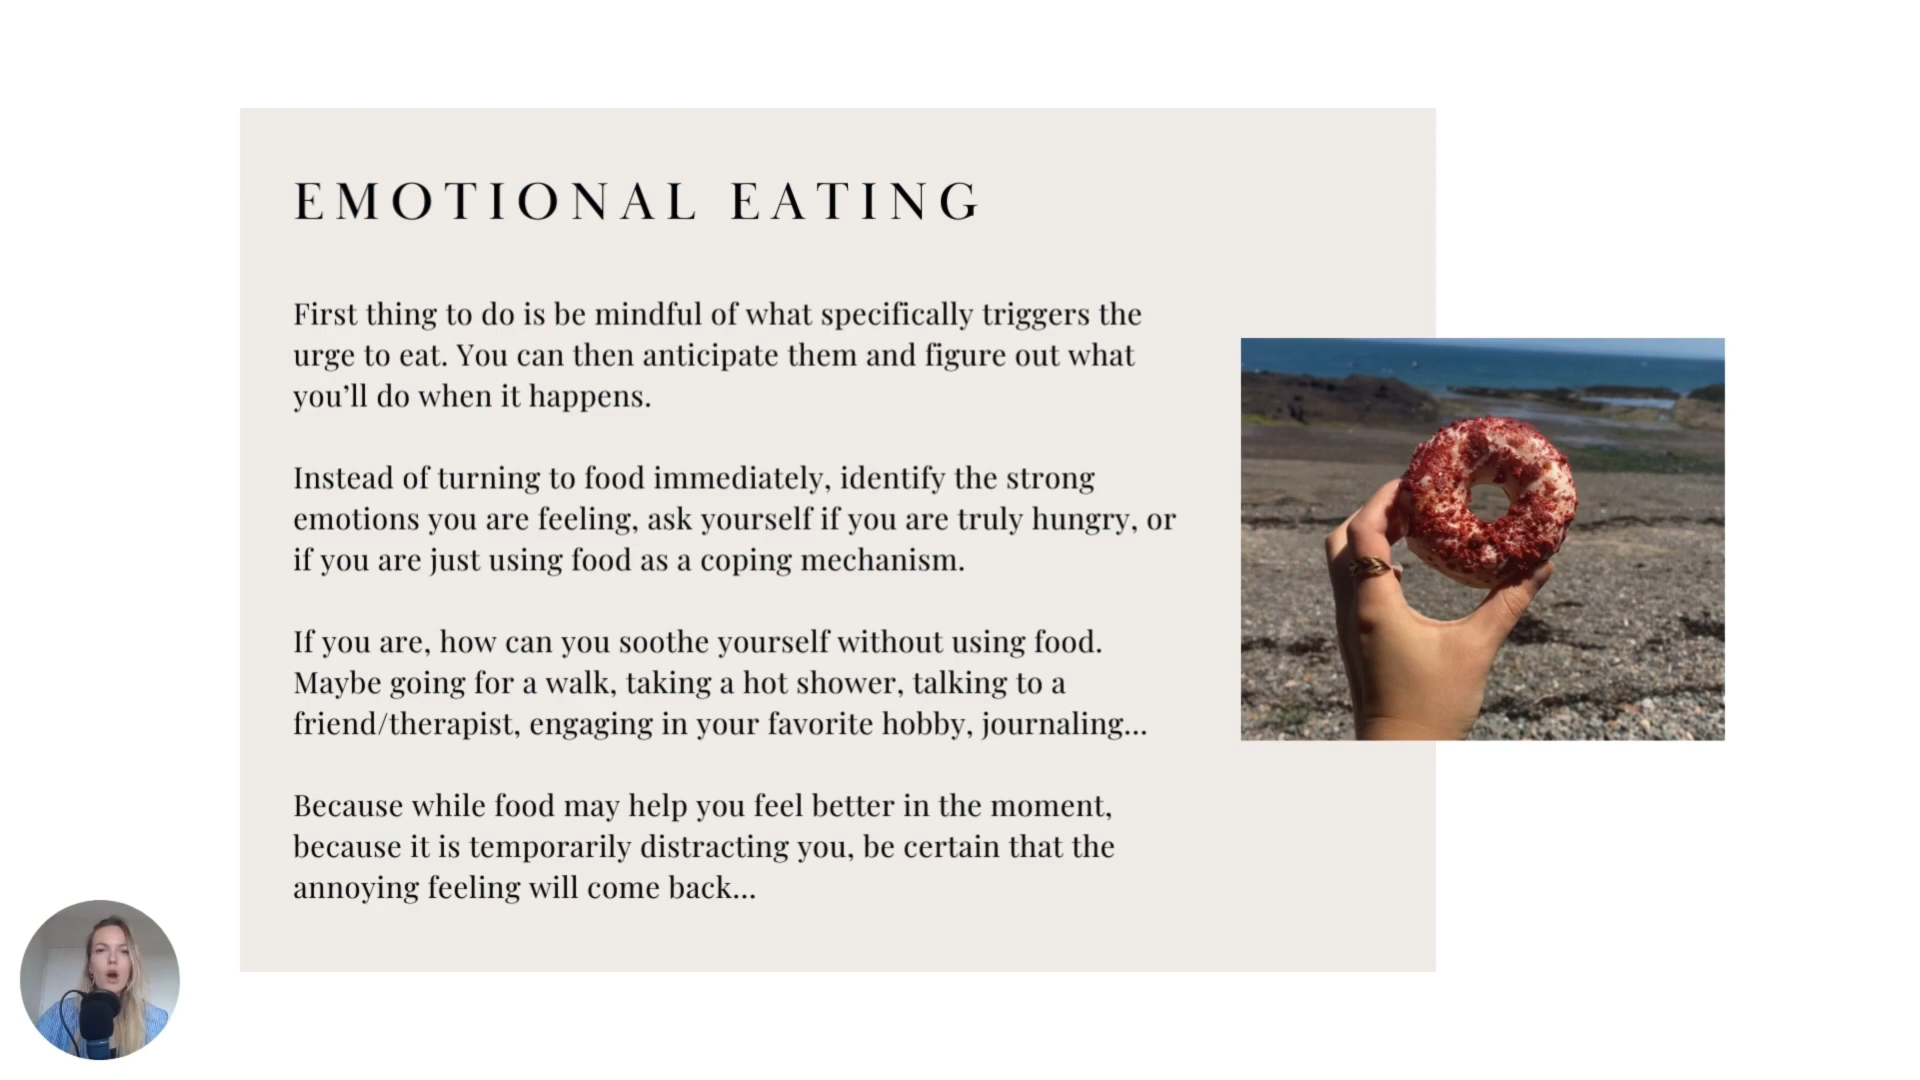 EMOTIONAL EATING
First thing to do is be mindful of what specifically triggers the
urge to eat. You can then anticipate them and figure out what
you’ll do when it happens.
Instead of turning to food immediately, identify the strong
emotions you are feeling, ask yourself if you are truly hungry, or
if you are just using food as a coping mechanism.
If you are, how can you soothe yourself without using food.
Maybe going for a walk, taking a hot shower, talking to a
friend/therapist, engaging in your favorite hobby, journaling...
Because while food may help you feel better in the moment,
because it is temporarily distracting you, be certain that the
annoying feeling will come back...